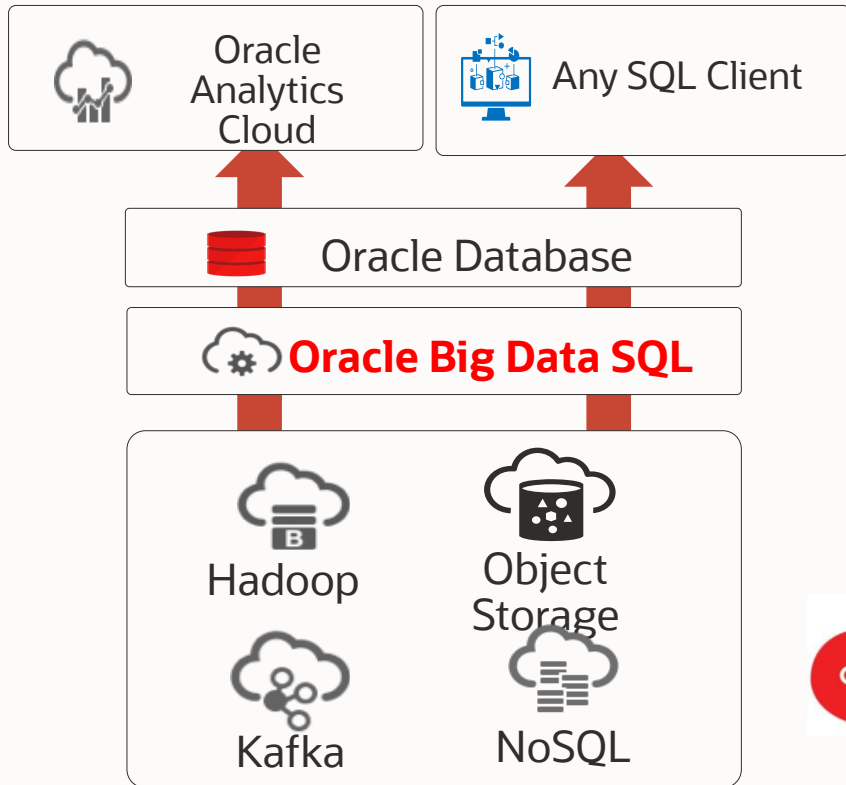 Oracle
Analytics
Cloud
Any SQL Client
Oracle Database
Oracle Big Data SQL
B
Hadoop
Object
Storage
Kafka
NoSQL